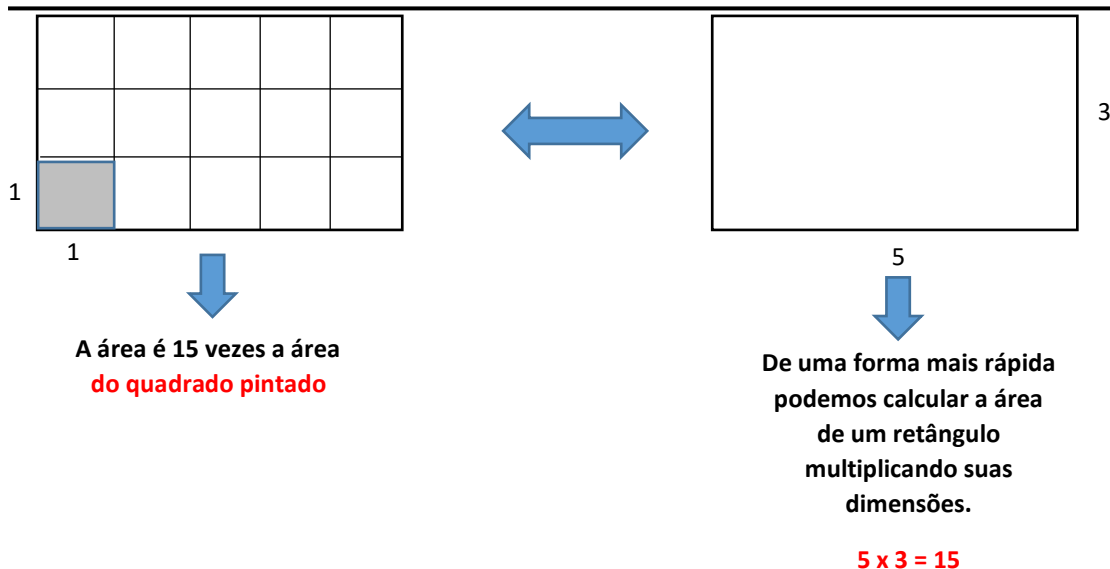 3
1
1
5
A área é 15 vezes a área
do quadrado pintado
De uma forma mais rápida
podemos calcular a área
de um retângulo
multiplicando suas
dimensões.
5 x 3 = 15